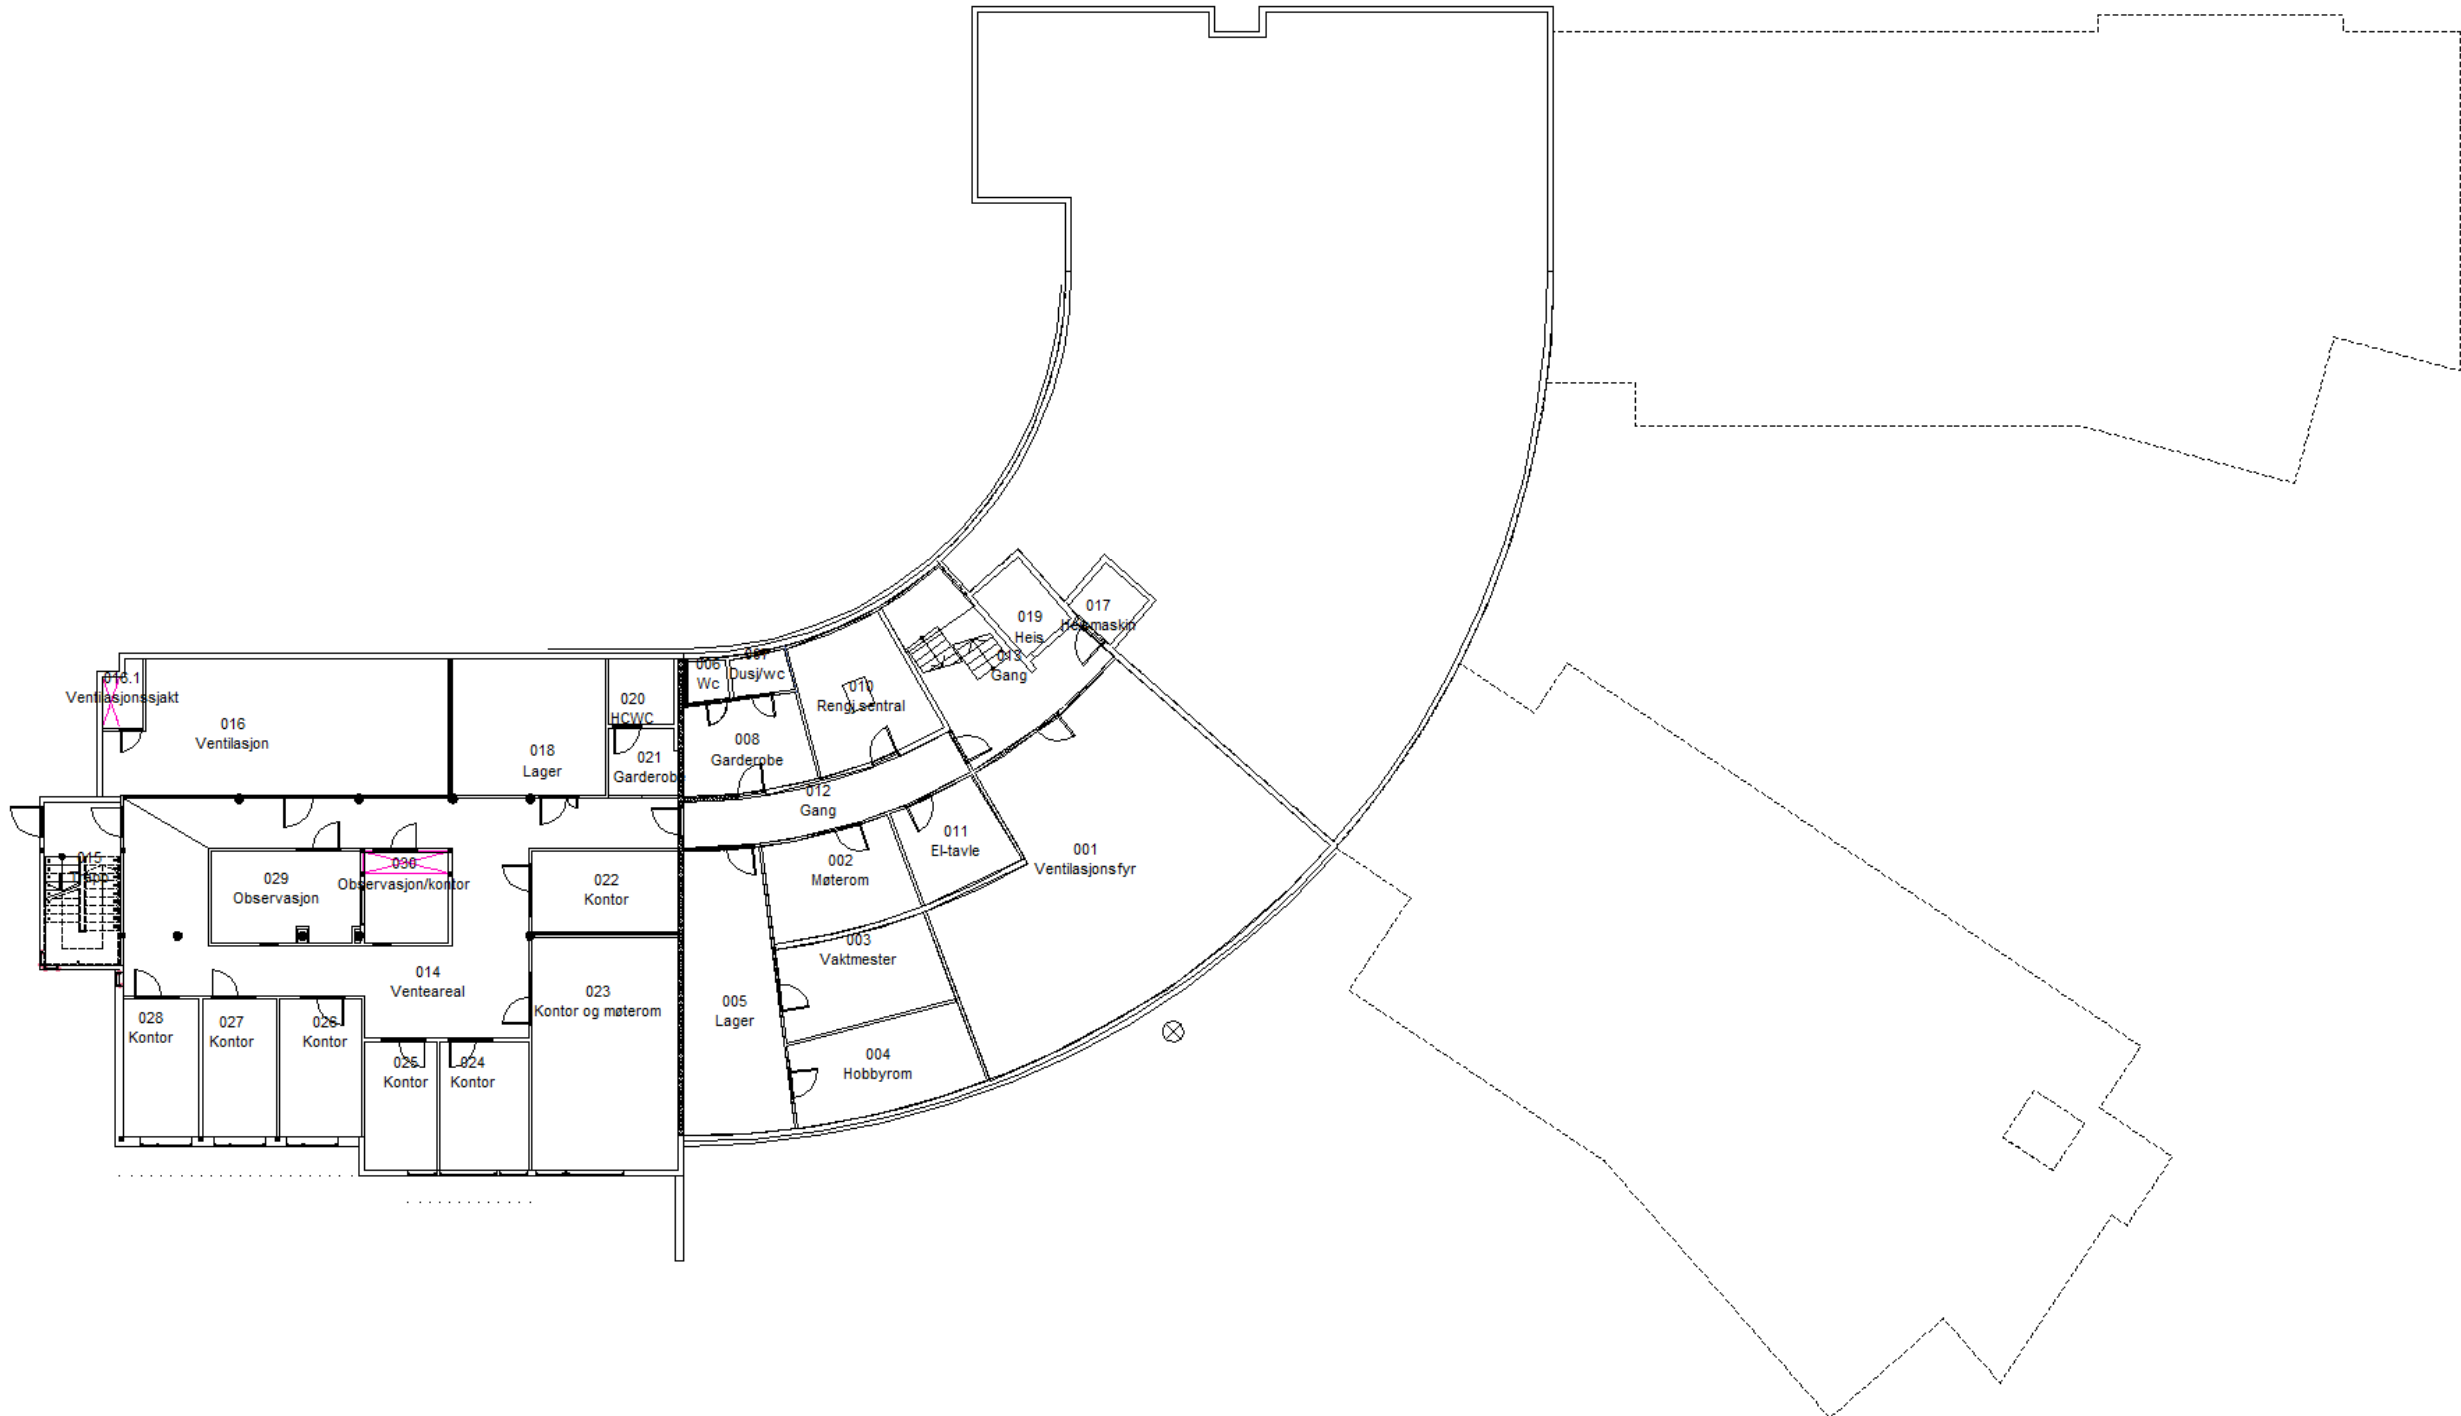 019
Heis
017
Heismaskin
013
Gang
006
Wc
007
Dusj/wc
010
Rengj.sentral
016.1
Ventilasjonssjakt
016
Ventilasjon
018
Lager
020
HCWC
021
Garderobe
008
Garderobe
012
Gang
011
El-tavle
001
Ventilasjonsfyr
002
Møterom
015
Trapp
029
Observasjon
030
Observasjon/kontor
022
Kontor
003
Vaktmester
014
Venteareal
023
Kontor og møterom
005
Lager
004
Hobbyrom
028
Kontor
027
Kontor
026
Kontor
025
Kontor
024
Kontor